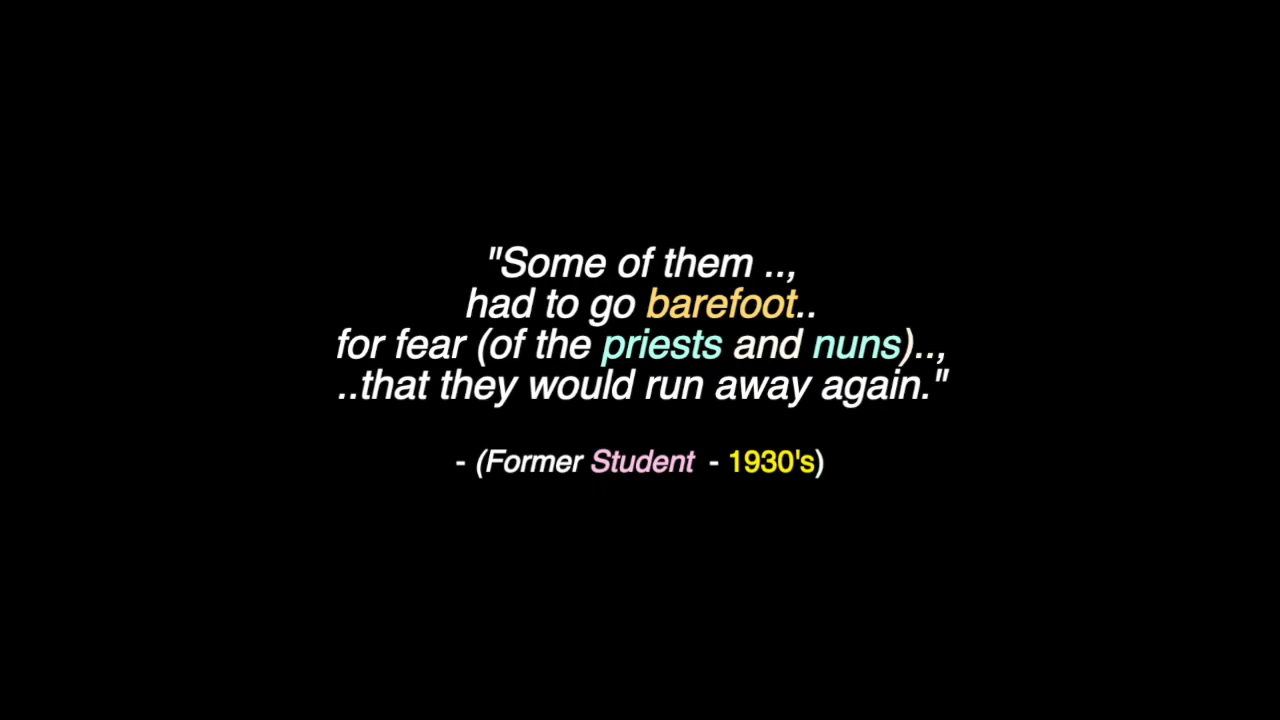 "Some of them ..,
had to go barefoot..
for fear (of the priests and nuns)..,
..that they would run away again."
- (Former Student - 1930's)